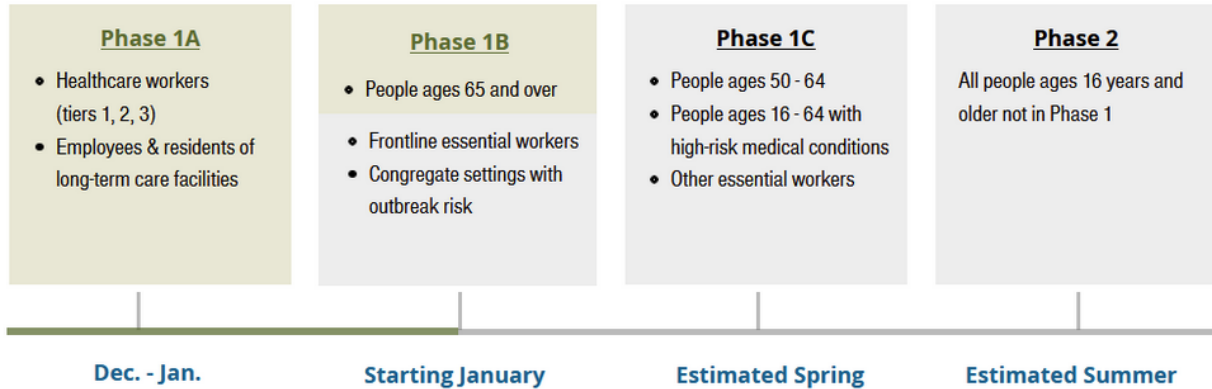 Phase 1A
• Healthcare workers
(tiers 1, 2, 3)
• Employees & residents of
long-term care facilities
Phase 1B
• People ages 65 and over
• Frontline essential workers
• Congregate settings with
outbreak risk
Phase 1C
• People ages 50 - 64
• People ages 16 - 64 with
high-risk medical conditions
• Other essential workers
Phase 2
All people ages 16 years and
older not in Phase 1
Dec. - Jan.
Starting January
Estimated Spring
Estimated Summer